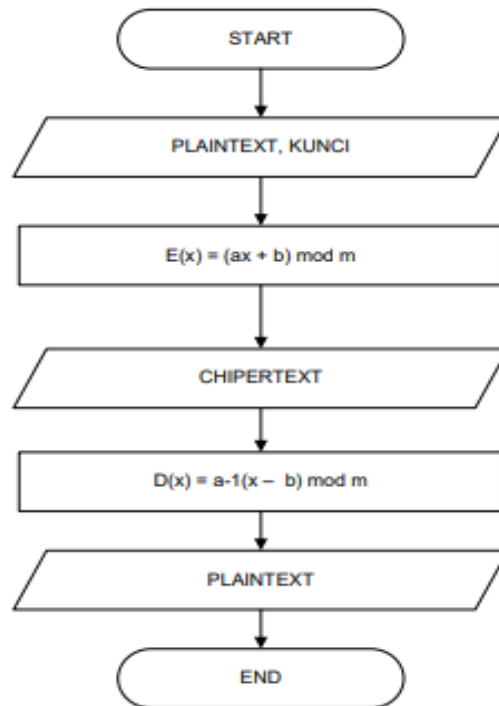 START
PLAINTEXT, KUNCI
E(x) = (ax + b) mod m
CHIPERTEXT
D(x) = a-1(x – b) mod m
PLAINTEXT
END